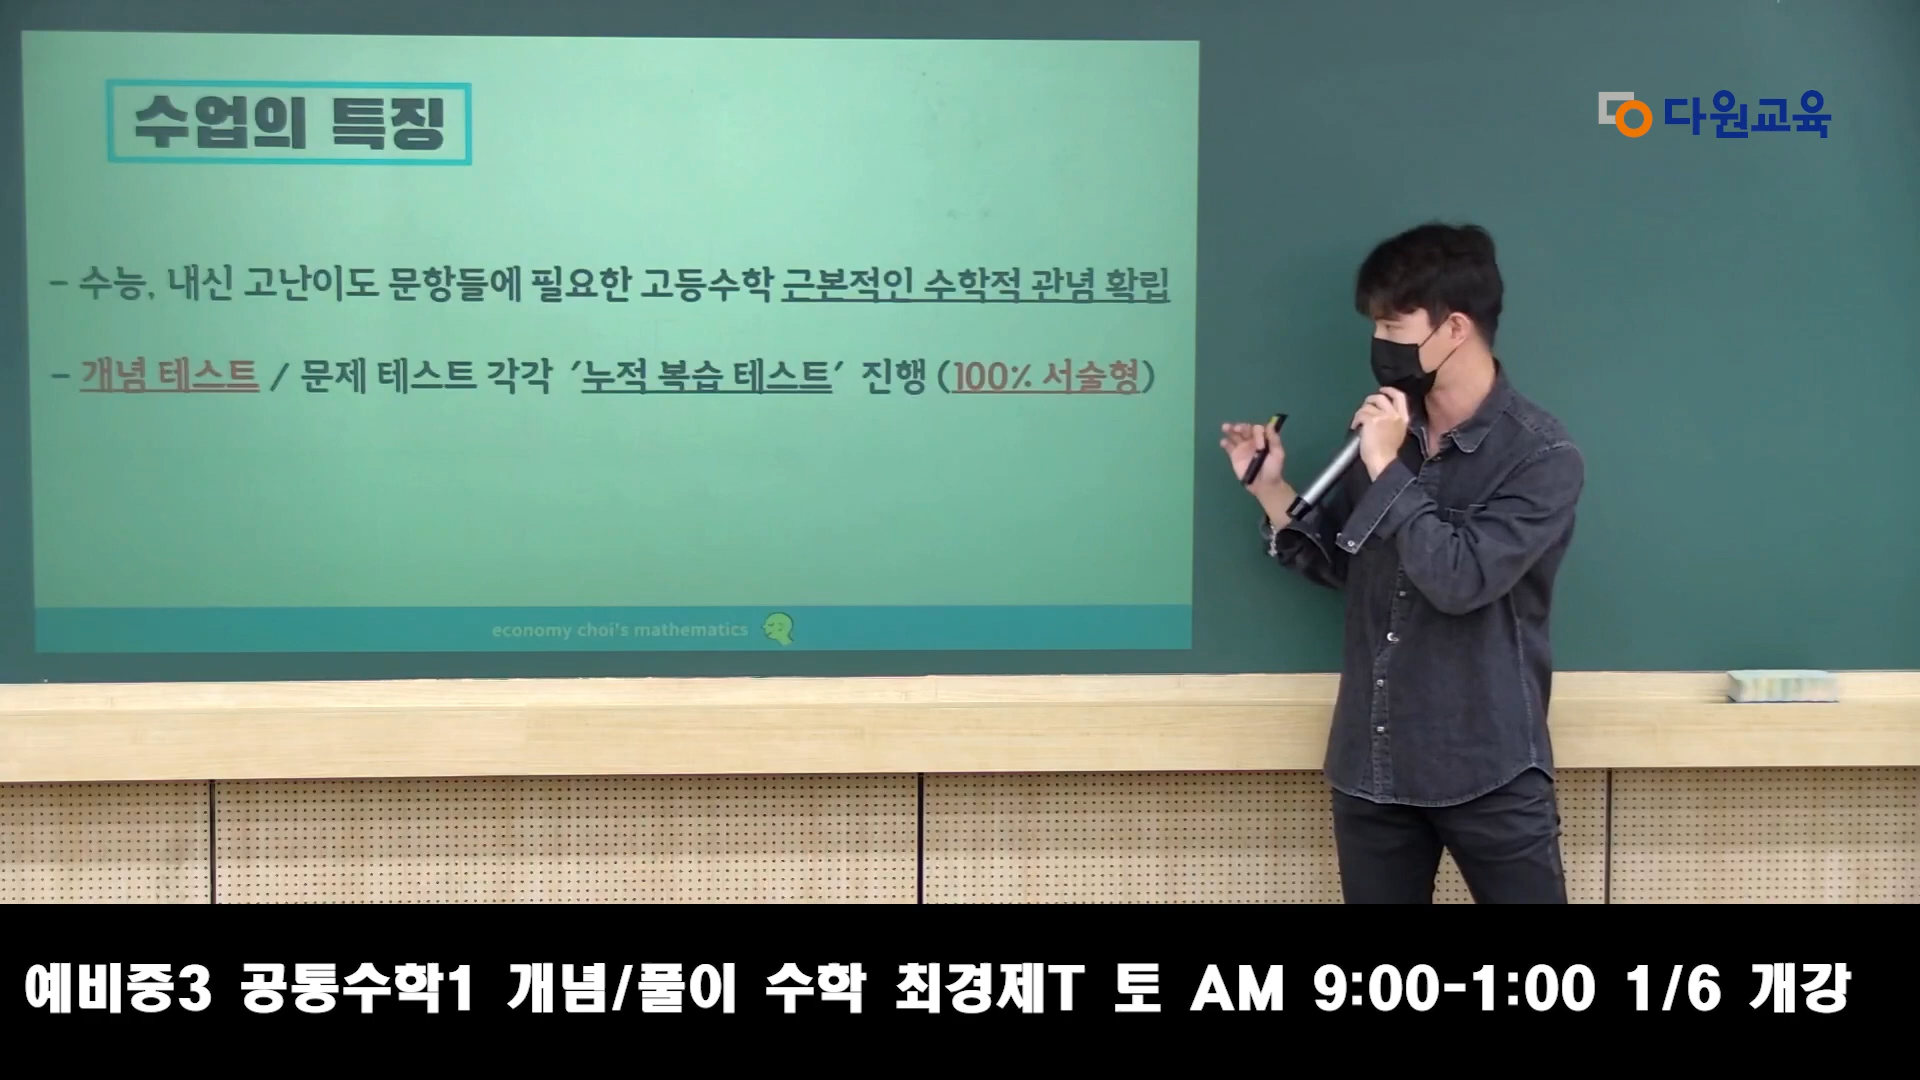 수업의 특징
다원교육
- 수능, 내신 고난이도 문항들에 필요한 고등수학 근본적인 수학적 관념 확립
- 개념 테스트 / 문제 테스트 각각 '누적 복습 테스트' 진행 (100% 서술형)
economy choi's mathematics
예비중3 공통수학1 개념/풀이 수학 최경제T 토 AM 9:00-1:00 1/6 개강